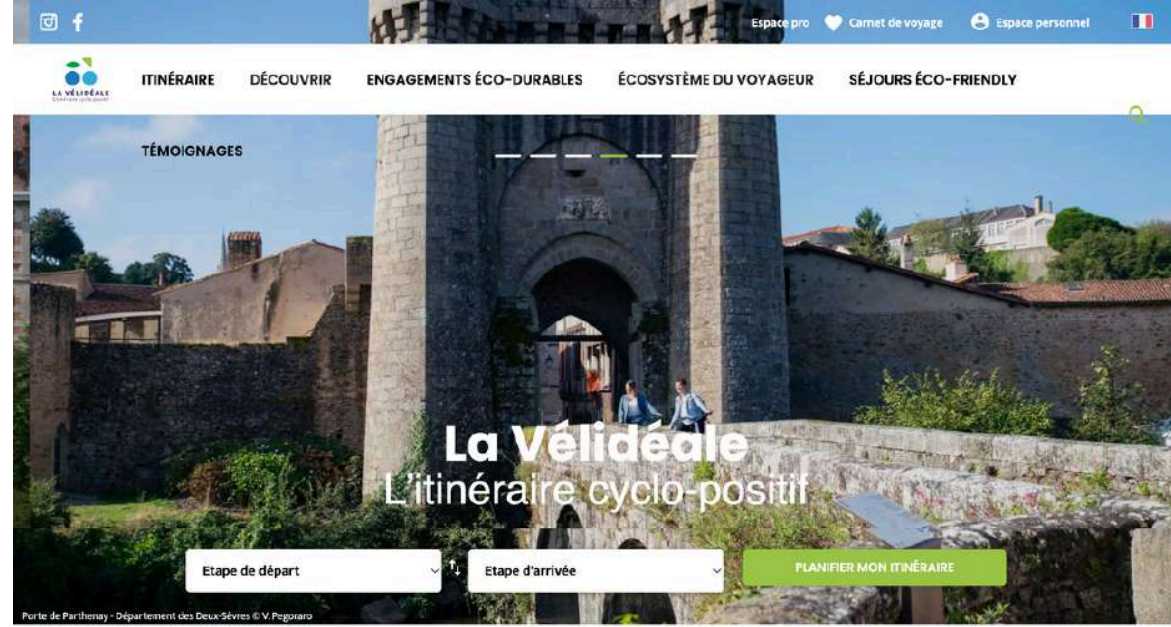 Espace pro Carnet de voyage Espace personnel
LA VÉLIDÉALE
ITINÉRAIRE DÉCOUVRIR ENGAGEMENTS ÉCO-DURABLES ÉCOSYSTÈME DU VOYAGEUR SÉJOURS ÉCO-FRIENDLY
TÉMOIGNAGES
La Vélidéale
L'itinéraire cyclo-positif
Etape de départ
Etape d'arrivée
PLANIFIER MON ITINÉRAIRE
Porte de Parthenay - Département des Deux-Sèvres © V. Pegoraro